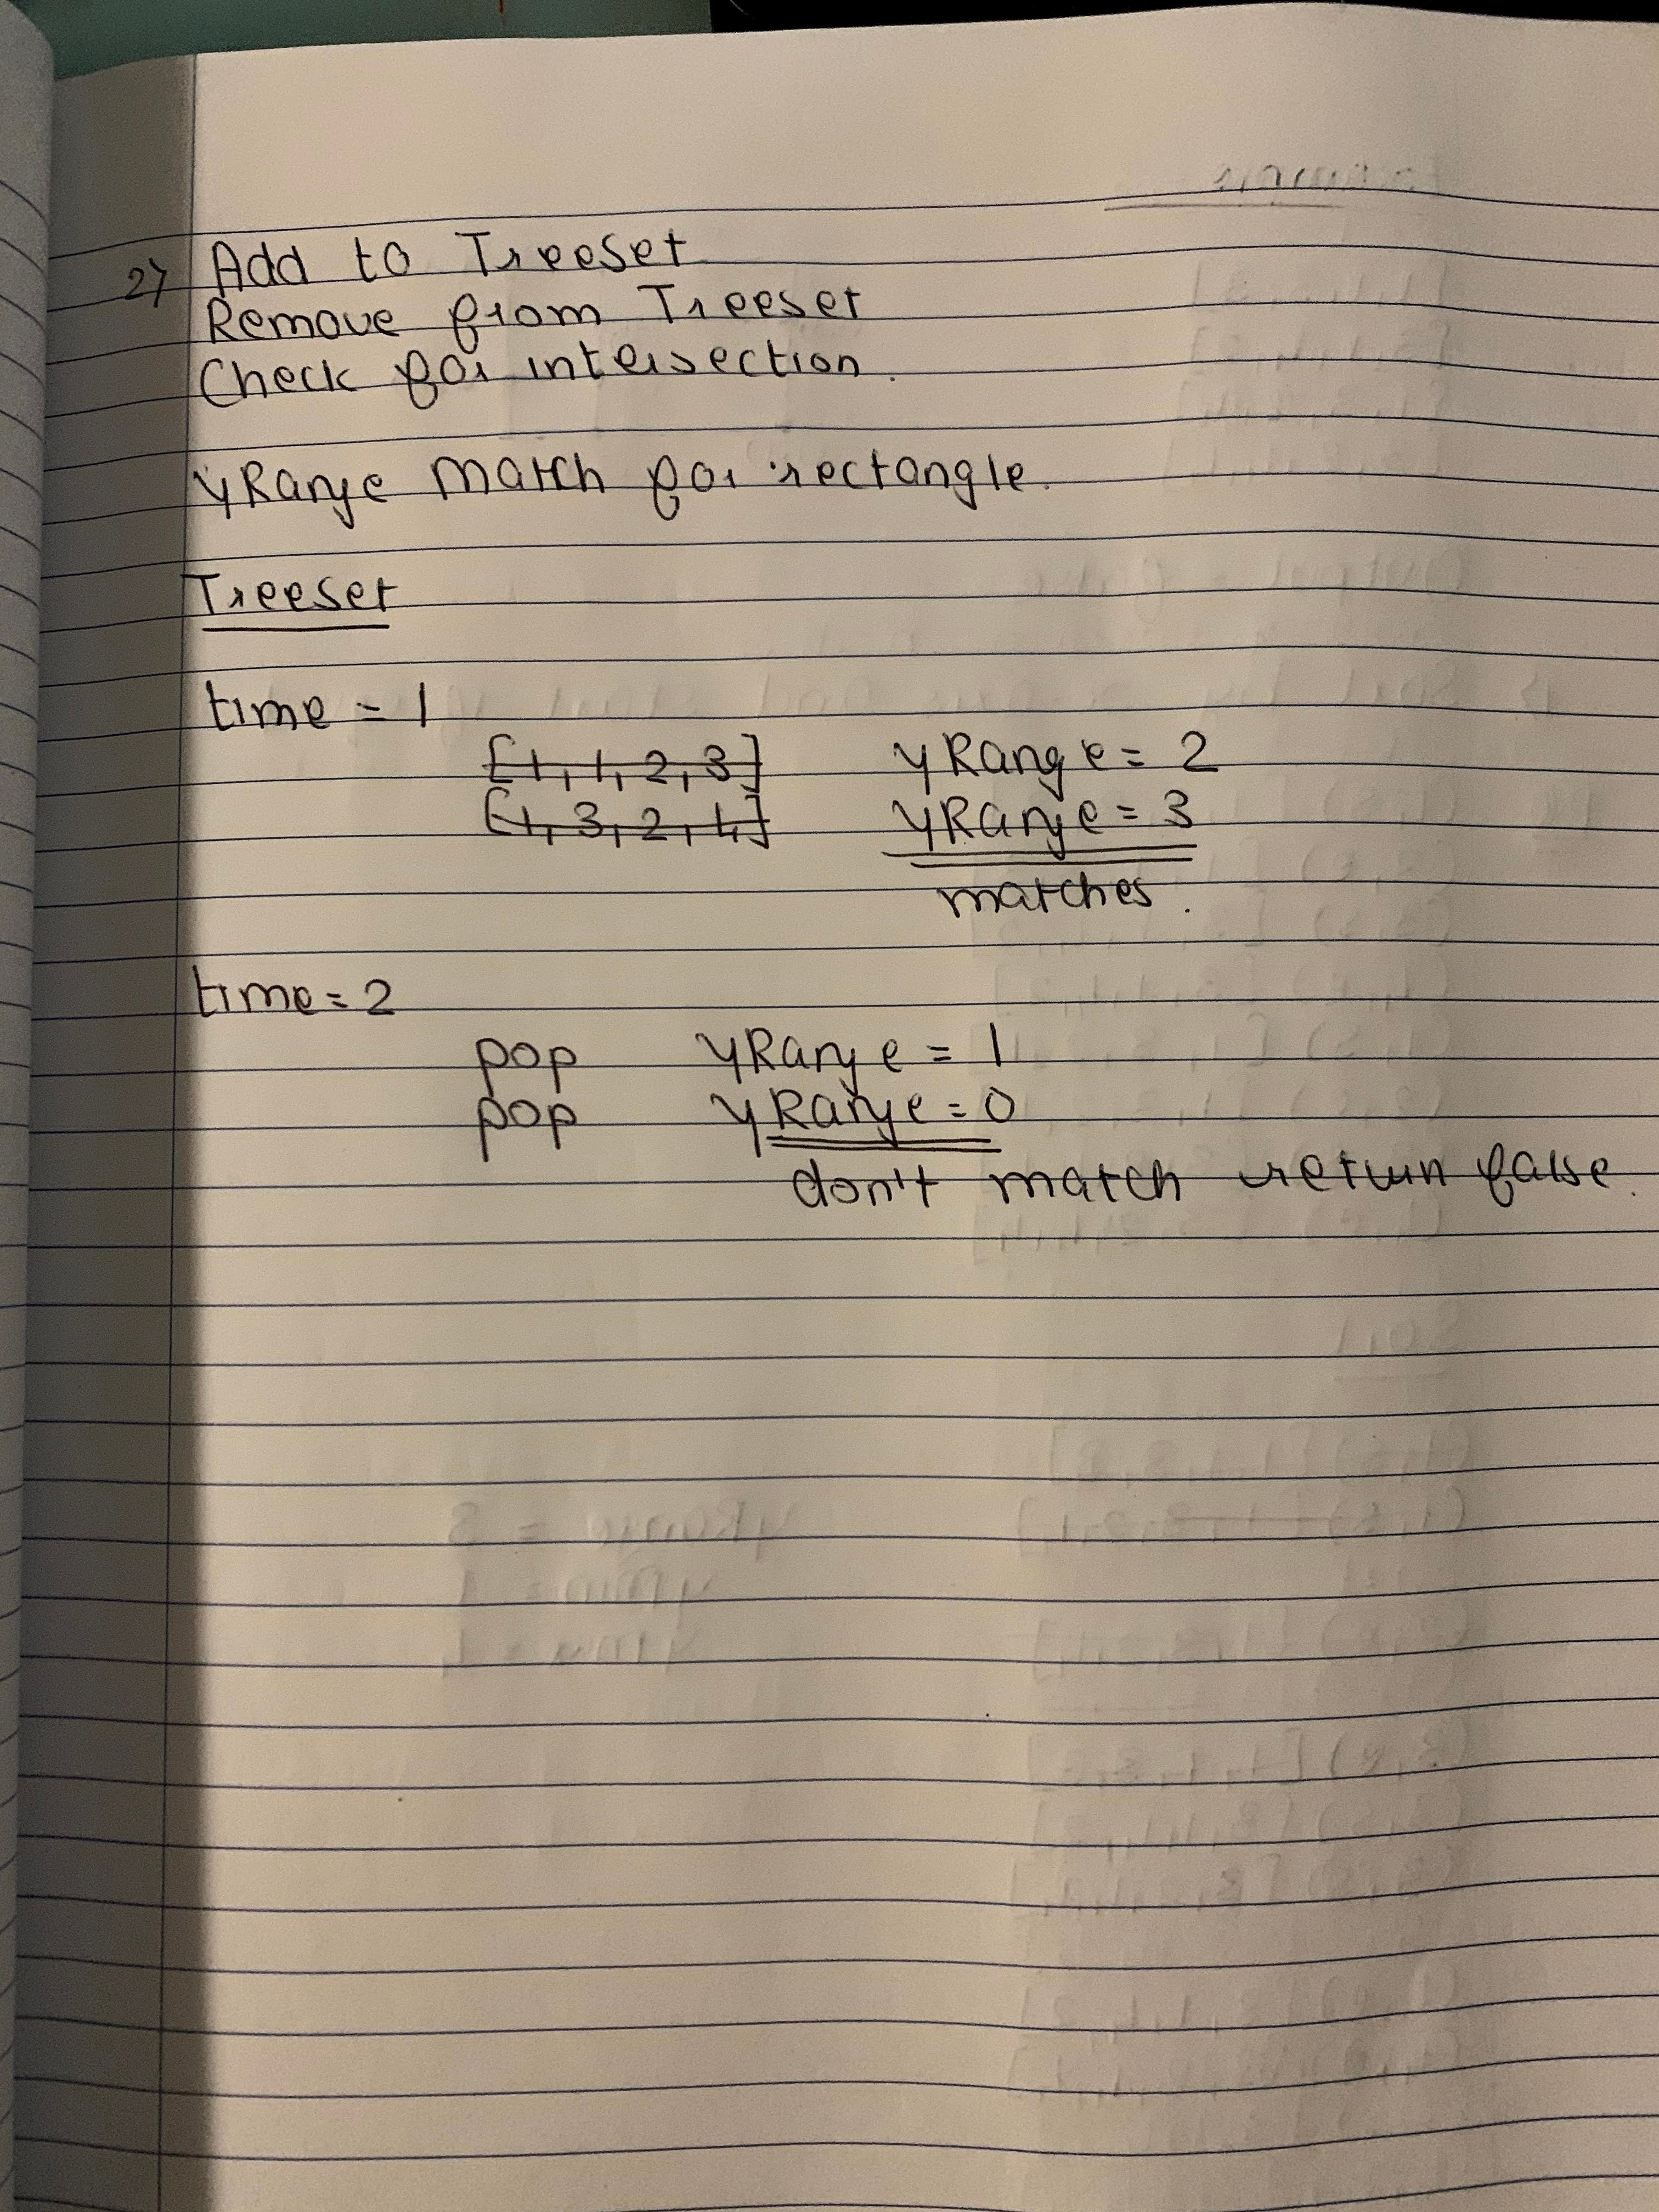 2) Add to Treeset
Remove from Treeset
Check for intersection.
yRange match for rectangle.
Treeset
time = 1
[1, 1, 2, 3] yRange = 2
[1, 3, 2, 4] yRange = 3
matches.
time = 2
pop yRange = 1
pop yRange = 0
don't match return false.